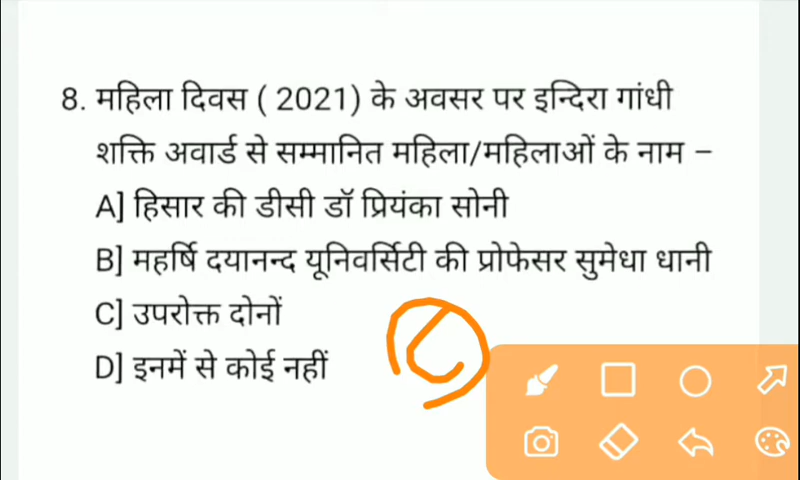 8. महिला दिवस ( 2021) के अवसर पर इन्दिरा गांधी
शक्ति अवार्ड से सम्मानित महिला/महिलाओं के नाम –
A] हिसार की डीसी डॉ प्रियंका सोनी
B] महर्षि दयानन्द यूनिवर्सिटी की प्रोफेसर सुमेधा धानी
C] उपरोक्त दोनों
D] इनमें से कोई नहीं
C